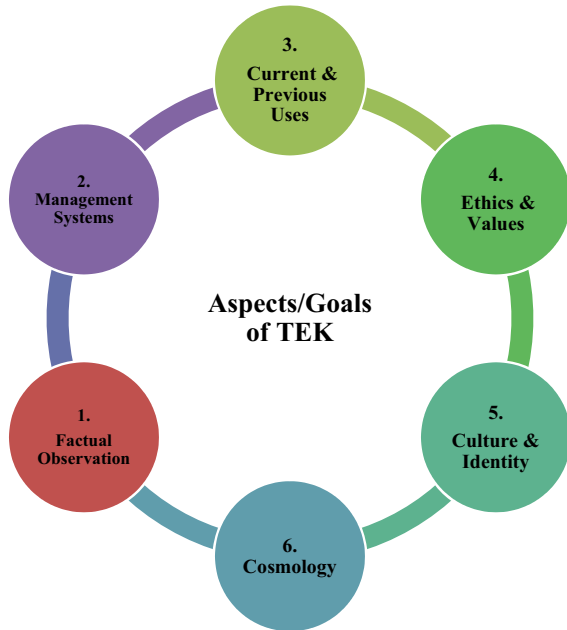 3.
Current &
Previous
Uses
2.
Management
Systems
4.
Ethics &
Values
Aspects/Goals
of TEK
1.
Factual
Observation
5.
Culture &
Identity
6.
Cosmology